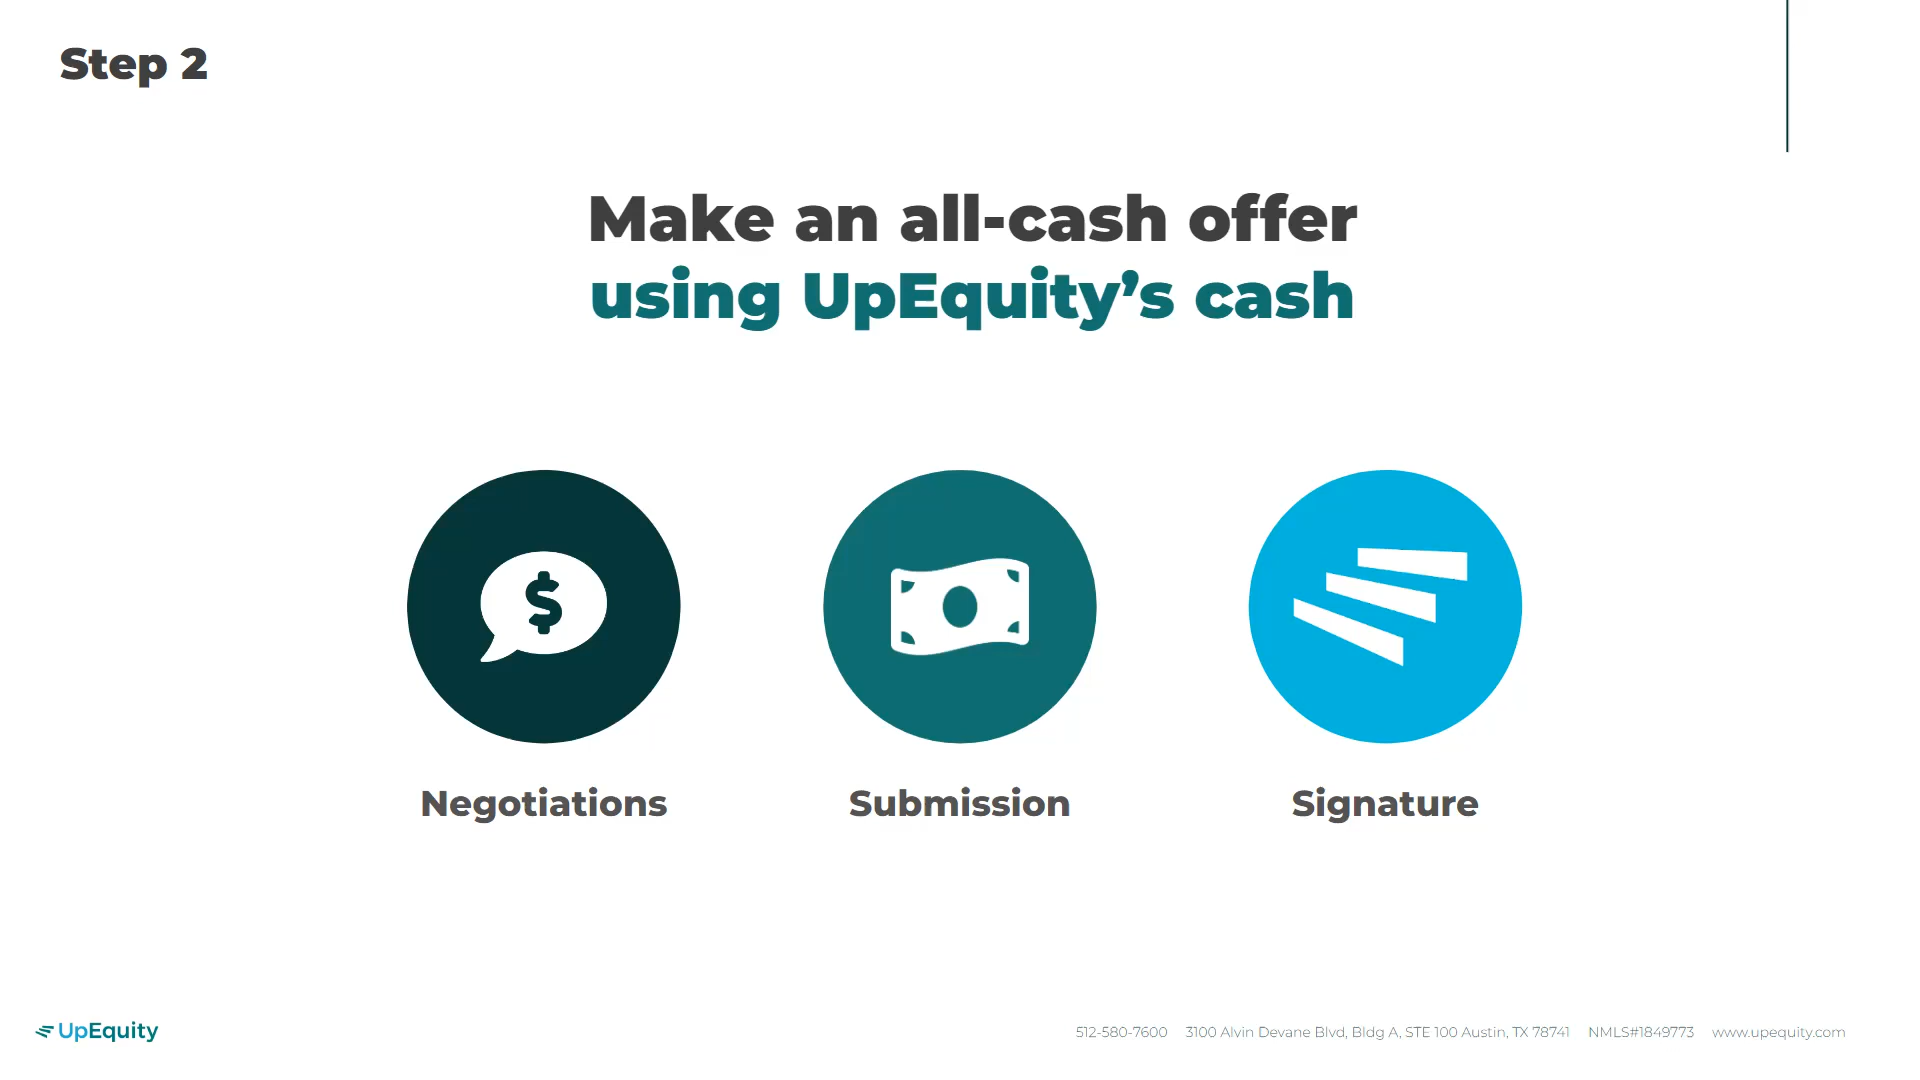 Step 2
Make an all-cash offer
using UpEquity’s cash
$
Negotiations
Submission
Signature
UpEquity
512-580-7600 3100 Alvin Devane Blvd, Bldg A, STE 100 Austin, TX 78741 NMLS#1849773 www.upequity.com